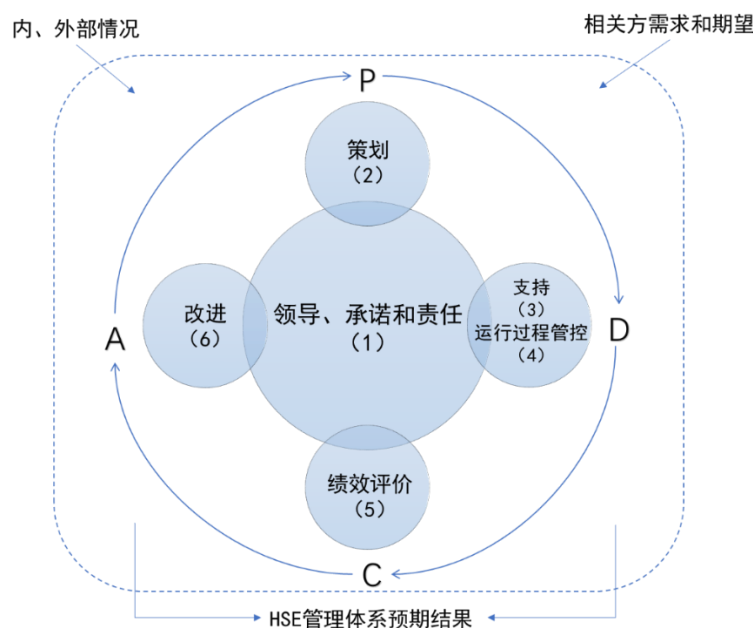 内、外部情况
相关方需求和期望
P
策划
（2）
改进
（6）
领导、承诺和责任
（1）
支持
（3）
运行过程管控
（4）
A
D
绩效评价
（5）
C
HSE管理体系预期结果